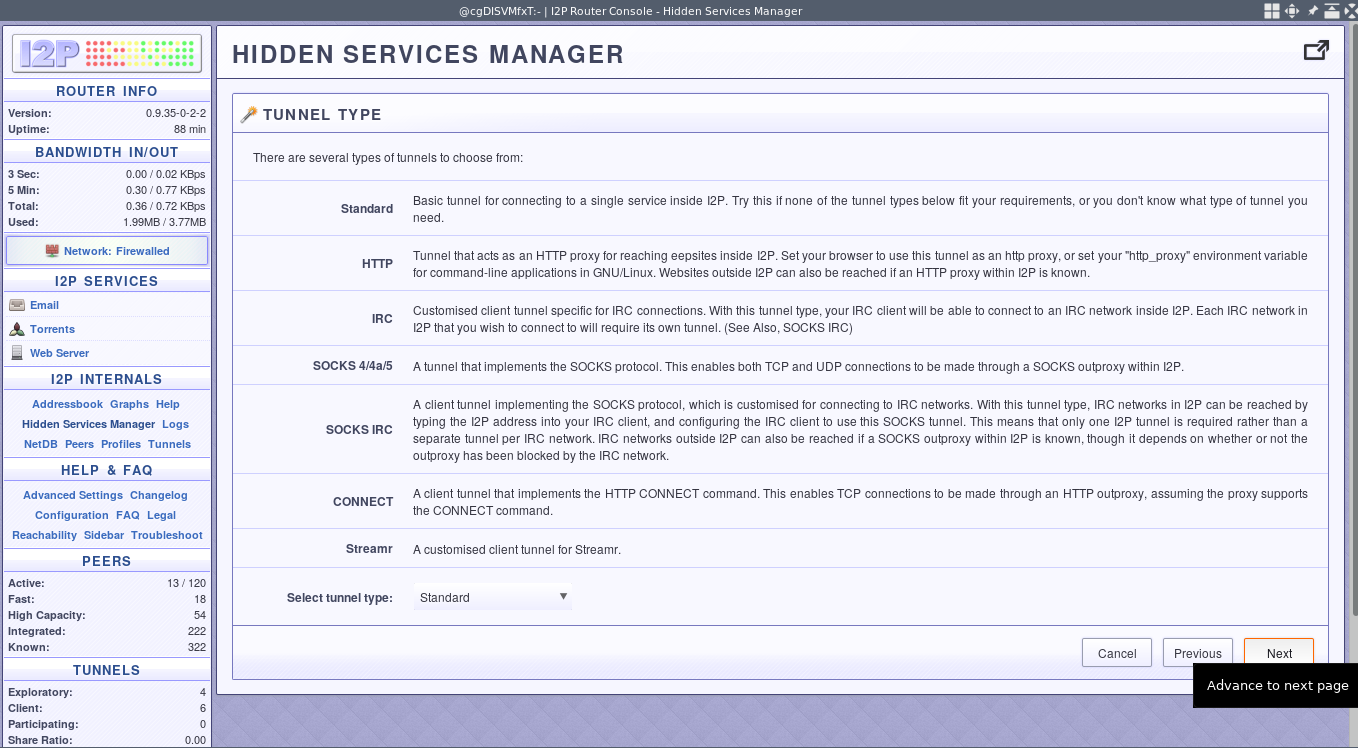 @cgDISVMfxT:- | I2P Router Console - Hidden Services Manager
I2P
ROUTER INFO
Version: 0.9.35-0-2-2
Uptime: 88 min
BANDWIDTH IN/OUT
3 Sec: 0.00 / 0.02 KBps
5 Min: 0.30 / 0.77 KBps
Total: 0.36 / 0.72 KBps
Used: 1.99MB / 3.77MB
Network: Firewalled
I2P SERVICES
Email
Torrents
Web Server
I2P INTERNALS
Addressbook Graphs Help
Hidden Services Manager Logs
NetDB Peers Profiles Tunnels
HELP & FAQ
Advanced Settings Changelog
Configuration FAQ Legal
Reachability Sidebar Troubleshoot
PEERS
Active: 13 / 120
Fast: 18
High Capacity: 54
Integrated: 222
Known: 322
TUNNELS
Exploratory: 4
Client: 6
Participating: 0
Share Ratio: 0.00
HIDDEN SERVICES MANAGER
TUNNEL TYPE
There are several types of tunnels to choose from:
Standard
Basic tunnel for connecting to a single service inside I2P. Try this if none of the tunnel types below fit your requirements, or you don't know what type of tunnel you
need.
HTTP
Tunnel that acts as an HTTP proxy for reaching eepsites inside I2P. Set your browser to use this tunnel as an http proxy, or set your "http_proxy" environment variable
for command-line applications in GNU/Linux. Websites outside I2P can also be reached if an HTTP proxy within I2P is known.
IRC
Customised client tunnel specific for IRC connections. With this tunnel type, your IRC client will be able to connect to an IRC network inside I2P. Each IRC network in
I2P that you wish to connect to will require its own tunnel. (See Also, SOCKS IRC)
SOCKS 4/4a/5
A tunnel that implements the SOCKS protocol. This enables both TCP and UDP connections to be made through a SOCKS outproxy within I2P.
SOCKS IRC
A client tunnel implementing the SOCKS protocol, which is customised for connecting to IRC networks. With this tunnel type, IRC networks in I2P can be reached by
typing the I2P address into your IRC client, and configuring the IRC client to use this SOCKS tunnel. This means that only one I2P tunnel is required rather than a
separate tunnel per IRC network. IRC networks outside I2P can also be reached if a SOCKS outproxy within I2P is known, though it depends on whether or not the
outproxy has been blocked by the IRC network.
CONNECT
A client tunnel that implements the HTTP CONNECT command. This enables TCP connections to be made through an HTTP outproxy, assuming the proxy supports
the CONNECT command.
Streamr
A customised client tunnel for Streamr.
Select tunnel type: Standard
Cancel Previous Next
Advance to next page